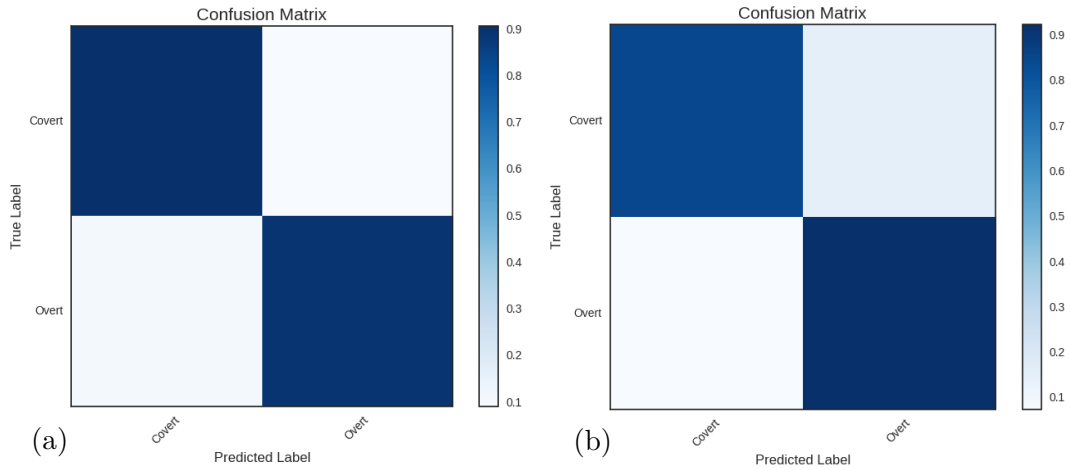 Confusion Matrix
0.9
0.8
0.7
0.6
0.5
0.4
0.3
0.2
0.1
Covert
Overt
True Label
Covert
Overt
Predicted Label
(a)
Confusion Matrix
0.9
0.8
0.7
0.6
0.5
0.4
0.3
0.2
0.1
Covert
Overt
True Label
Covert
Overt
Predicted Label
(b)